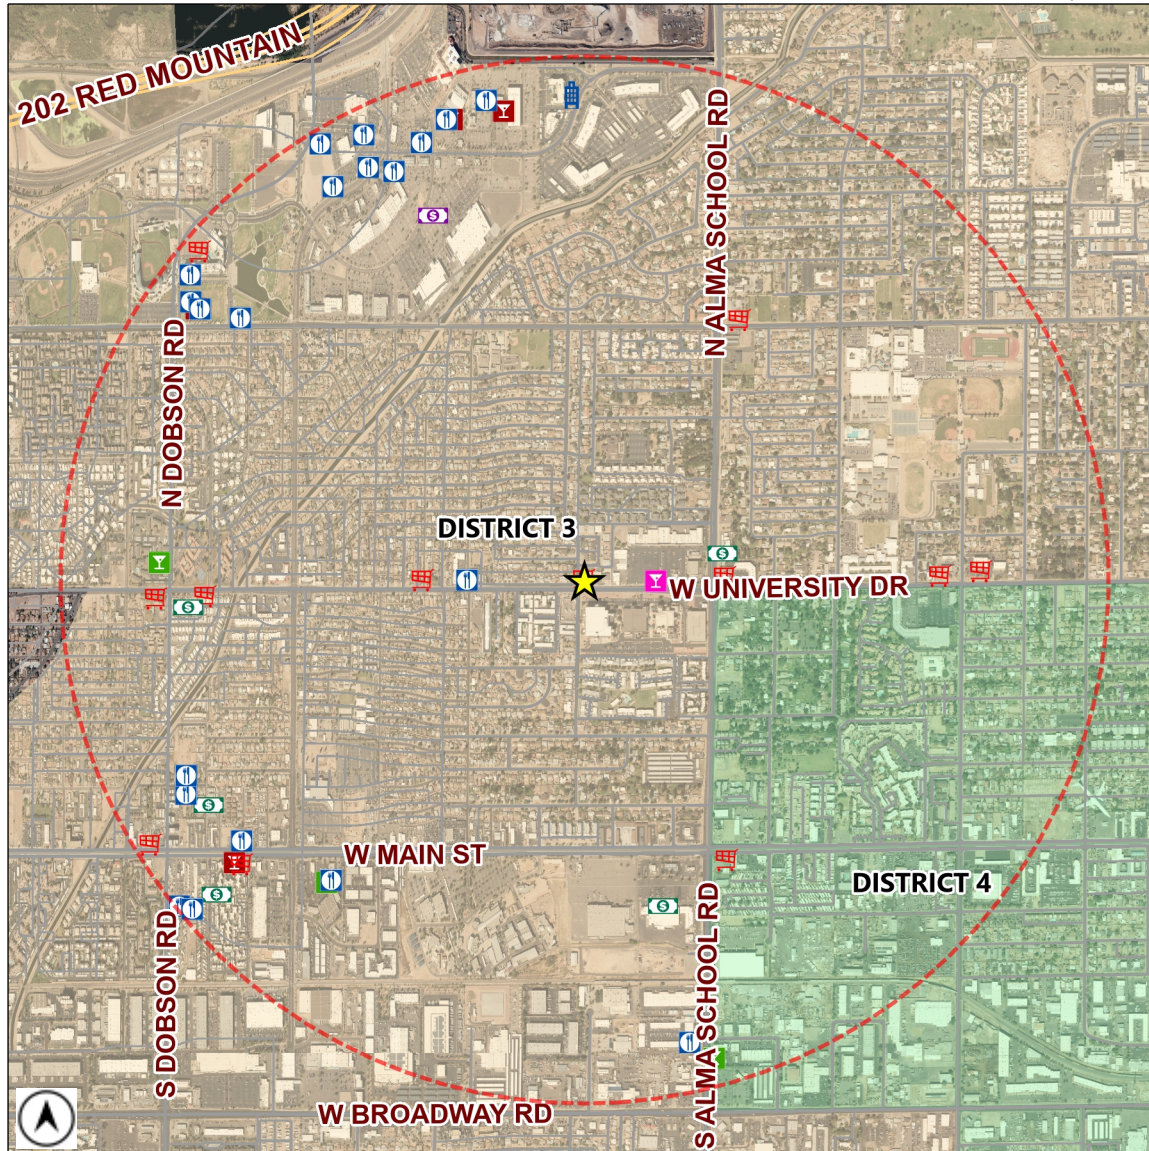 202 RED MOUNTAIN
N ALMA SCHOOL RD
N DOBSON RD
DISTRICT 3
W UNIVERSITY DR
W MAIN ST
DISTRICT 4
S DOBSON RD
S ALMA SCHOOL RD
W BROADWAY RD